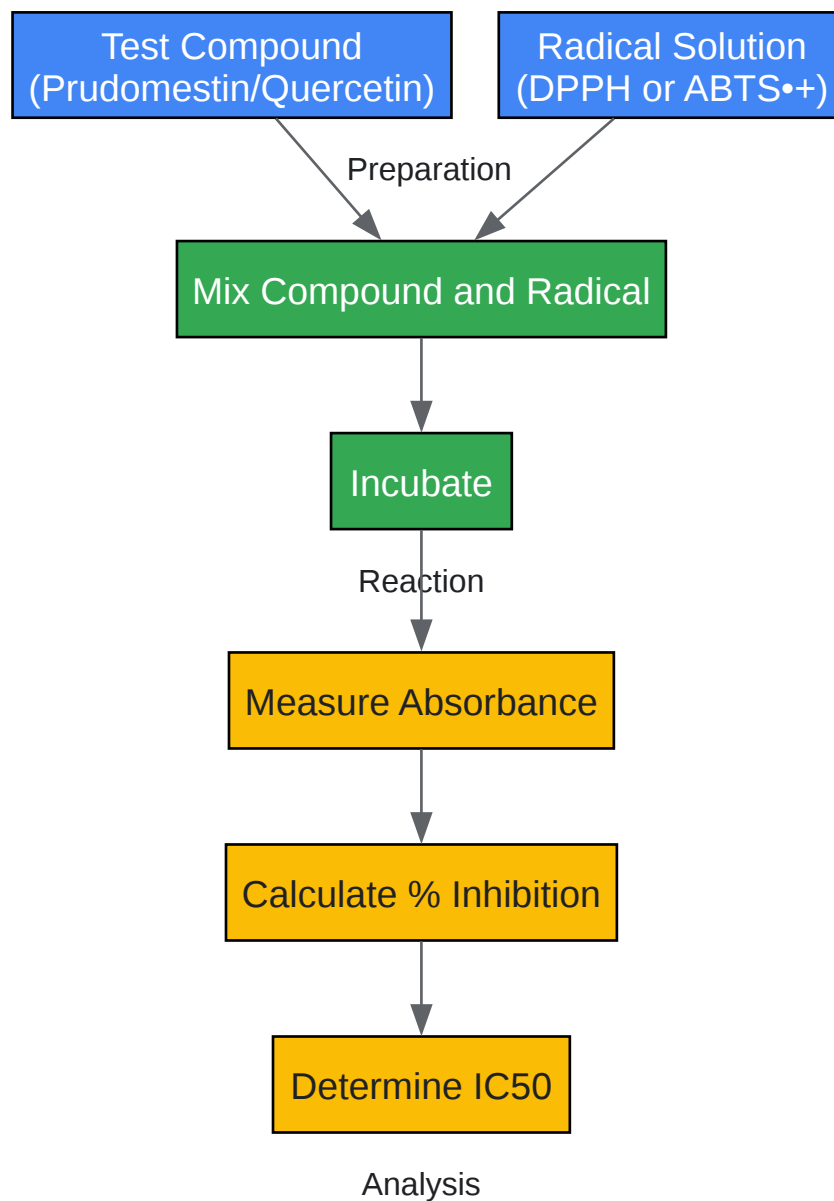 Test Compound
(Prudomestin/Quercetin)
Radical Solution
(DPPH or ABTS•+)
Preparation
Mix Compound and Radical
Incubate
Reaction
Measure Absorbance
Calculate % Inhibition
Determine IC50
Analysis